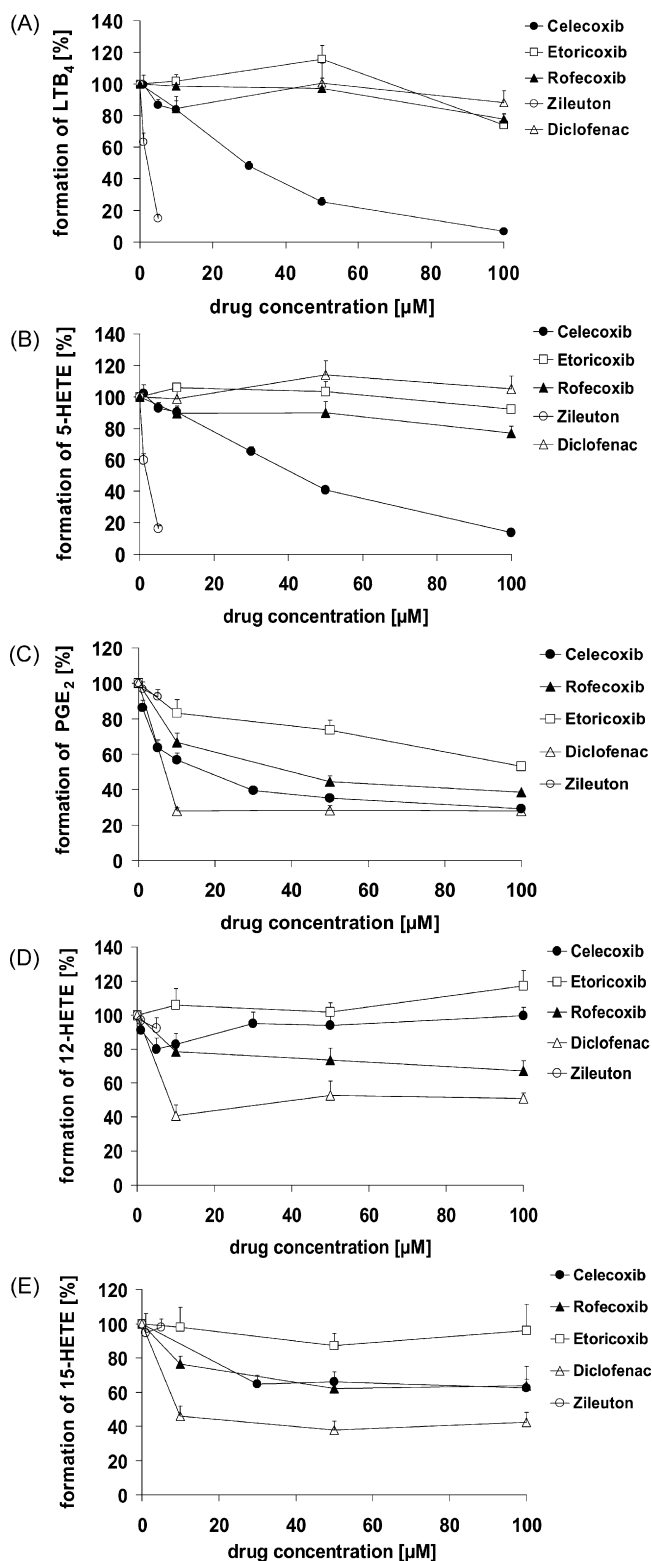 (A)
formation of LTB4 [%]
140
120
100
80
60
40
20
0
0 20 40 60 80 100
drug concentration [µM]
Celecoxib
Etoricoxib
Rofecoxib
Zileuton
Diclofenac
(B)
formation of 5-HETE [%]
140
120
100
80
60
40
20
0
0 20 40 60 80 100
drug concentration [µM]
Celecoxib
Etoricoxib
Rofecoxib
Zileuton
Diclofenac
(C)
formation of PGE2 [%]
120
100
80
60
40
20
0
0 20 40 60 80 100
drug concentration [µM]
Celecoxib
Rofecoxib
Etoricoxib
Diclofenac
Zileuton
(D)
formation of 12-HETE [%]
140
120
100
80
60
40
20
0
0 20 40 60 80 100
drug concentration [µM]
Celecoxib
Etoricoxib
Rofecoxib
Diclofenac
Zileuton
(E)
formation of 15-HETE [%]
120
100
80
60
40
20
0
0 20 40 60 80 100
drug concentration [µM]
Celecoxib
Rofecoxib
Etoricoxib
Diclofenac
Zileuton